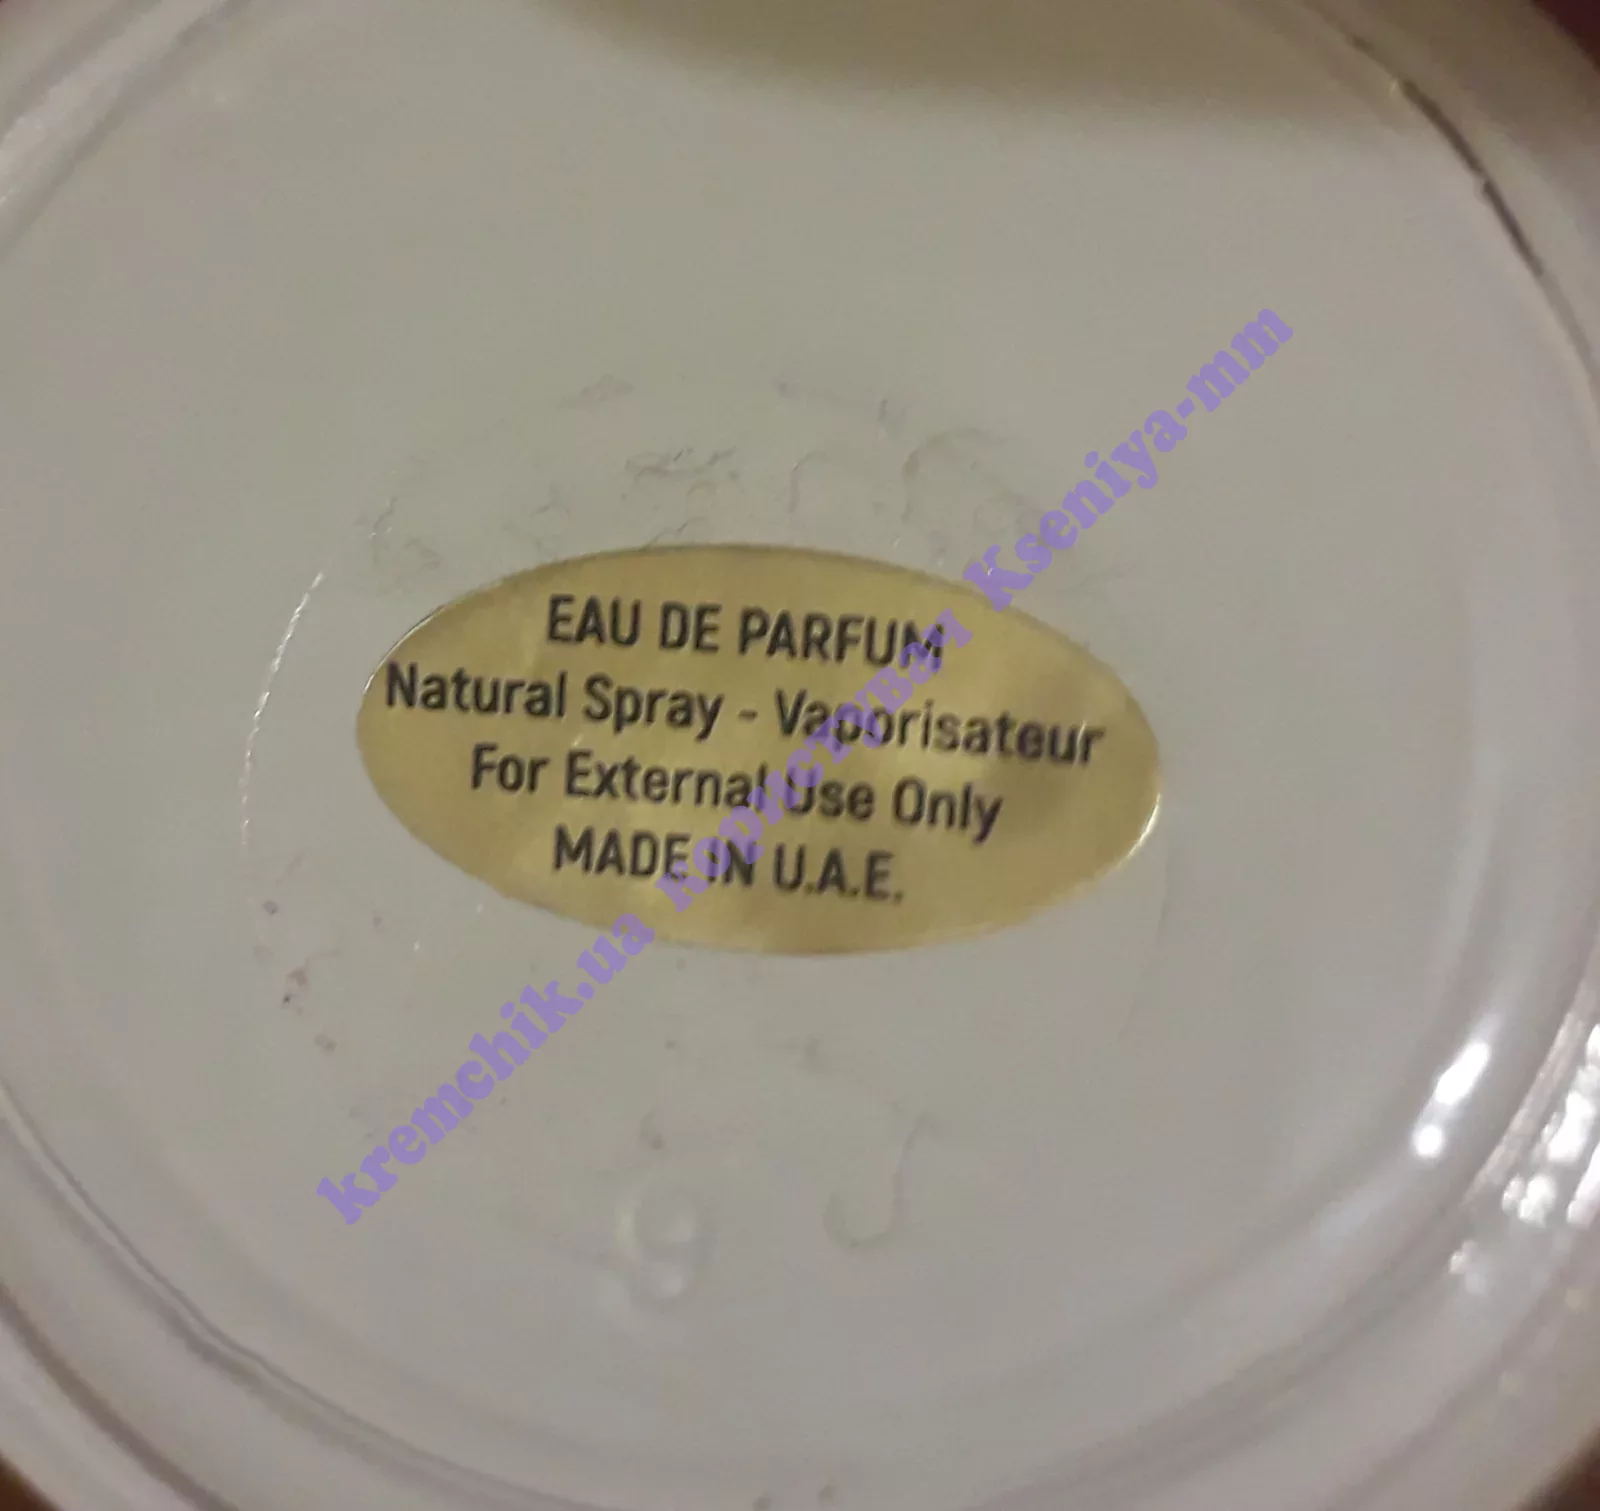 EAU DE PARFUM
Natural Spray - Vaporisateur
For External Use Only
MADE IN U.A.E.
kremchik.ua Користувач Kseniya-mm